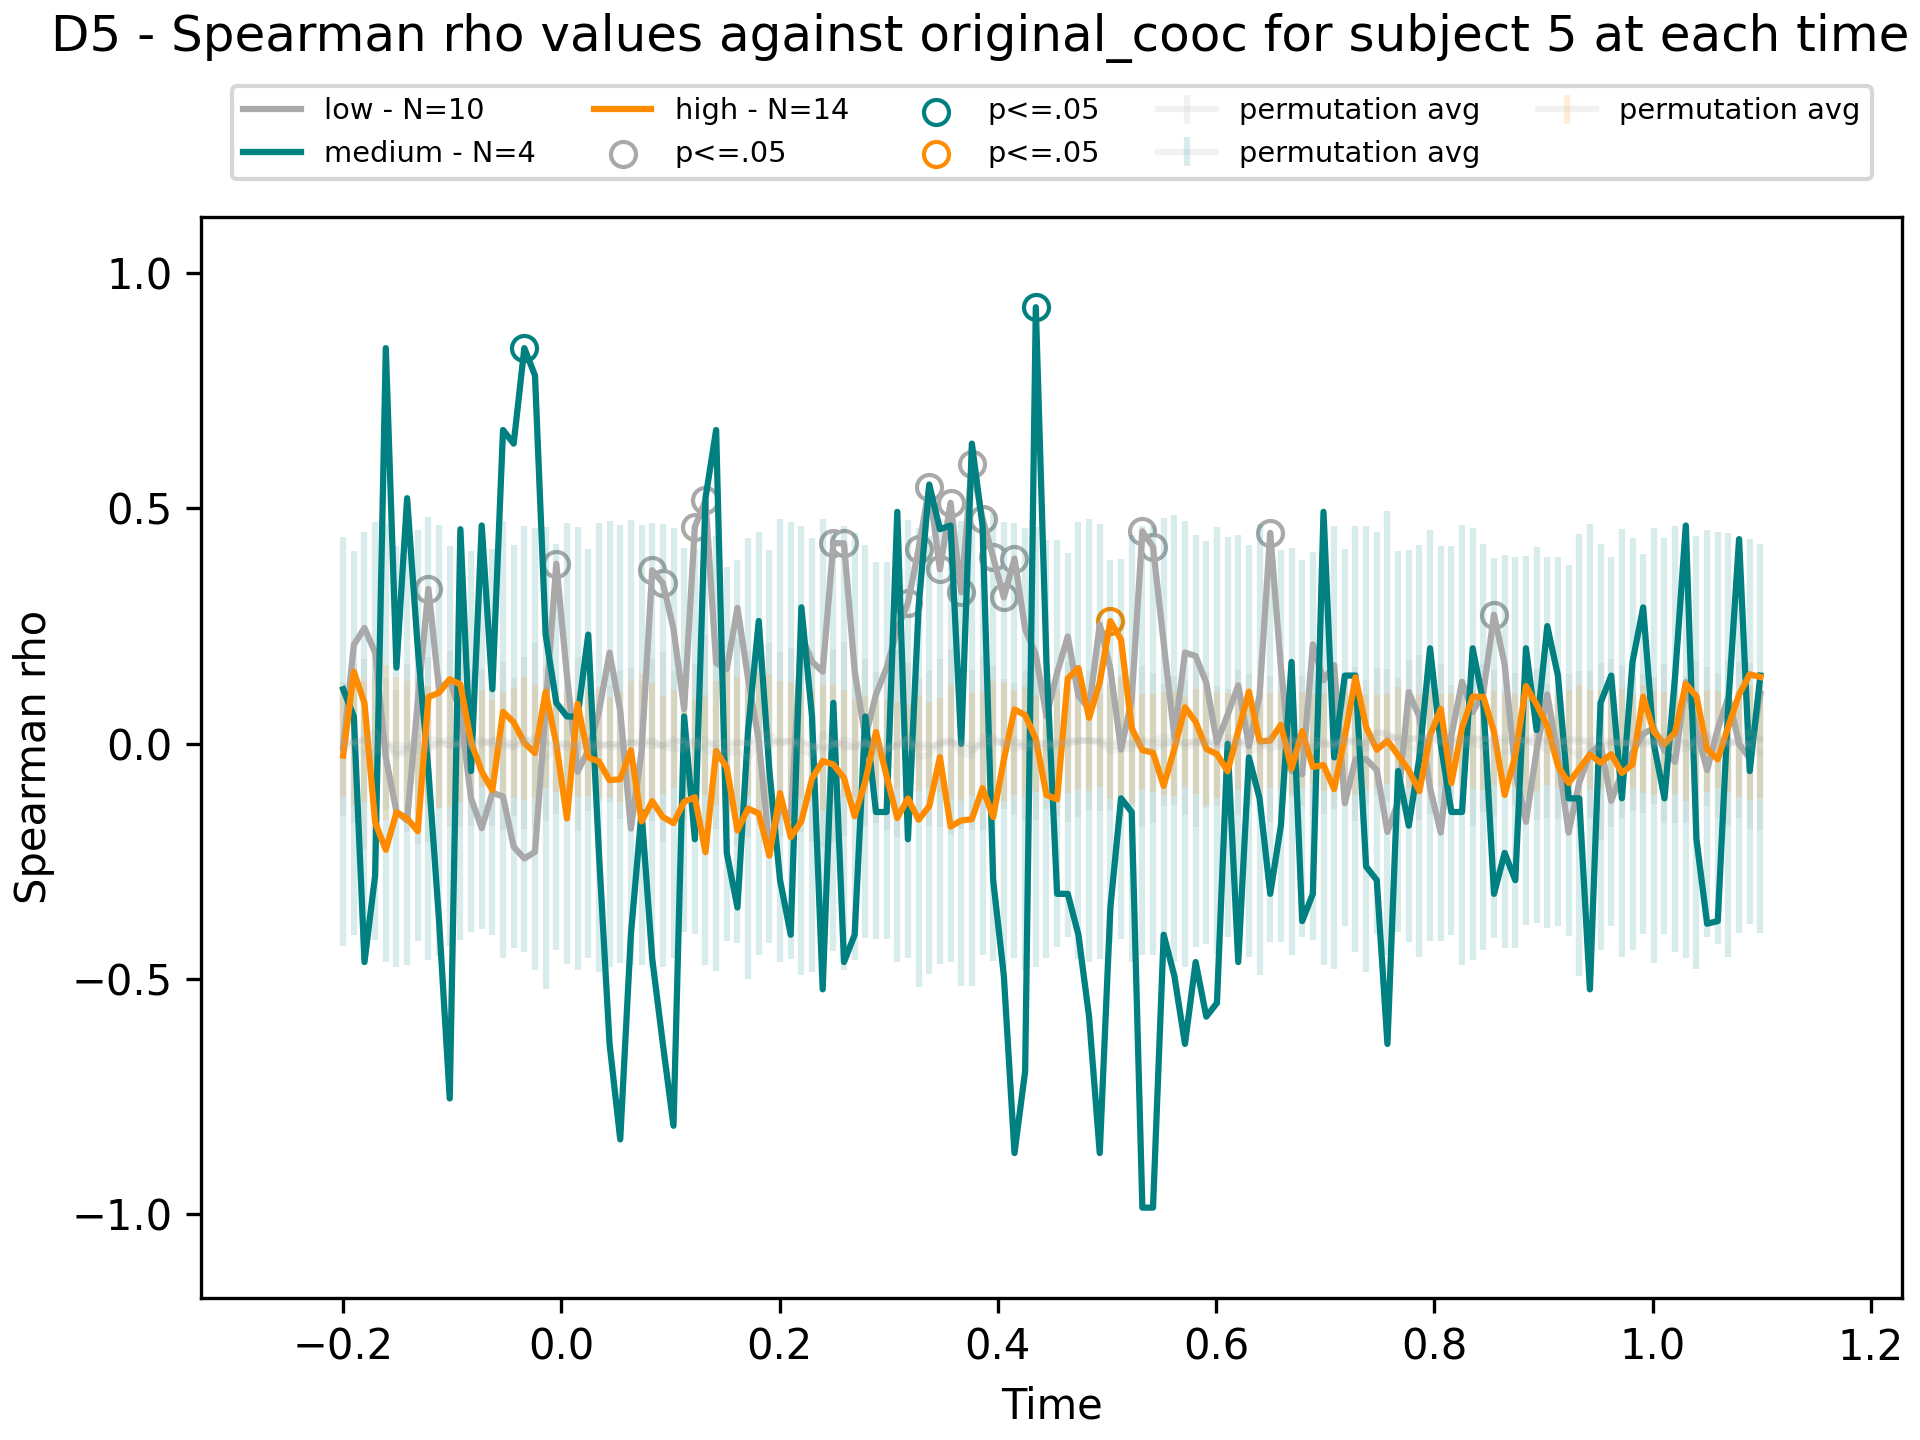 D5 - Spearman rho values against original_cooc for subject 5 at each time
low - N=10 high - N=14 p<=.05 permutation avg permutation avg
medium - N=4 p<=.05 p<=.05 permutation avg
1.0
0.5
0.0
−0.5
−1.0
Spearman rho
−0.2 0.0 0.2 0.4 0.6 0.8 1.0 1.2
Time